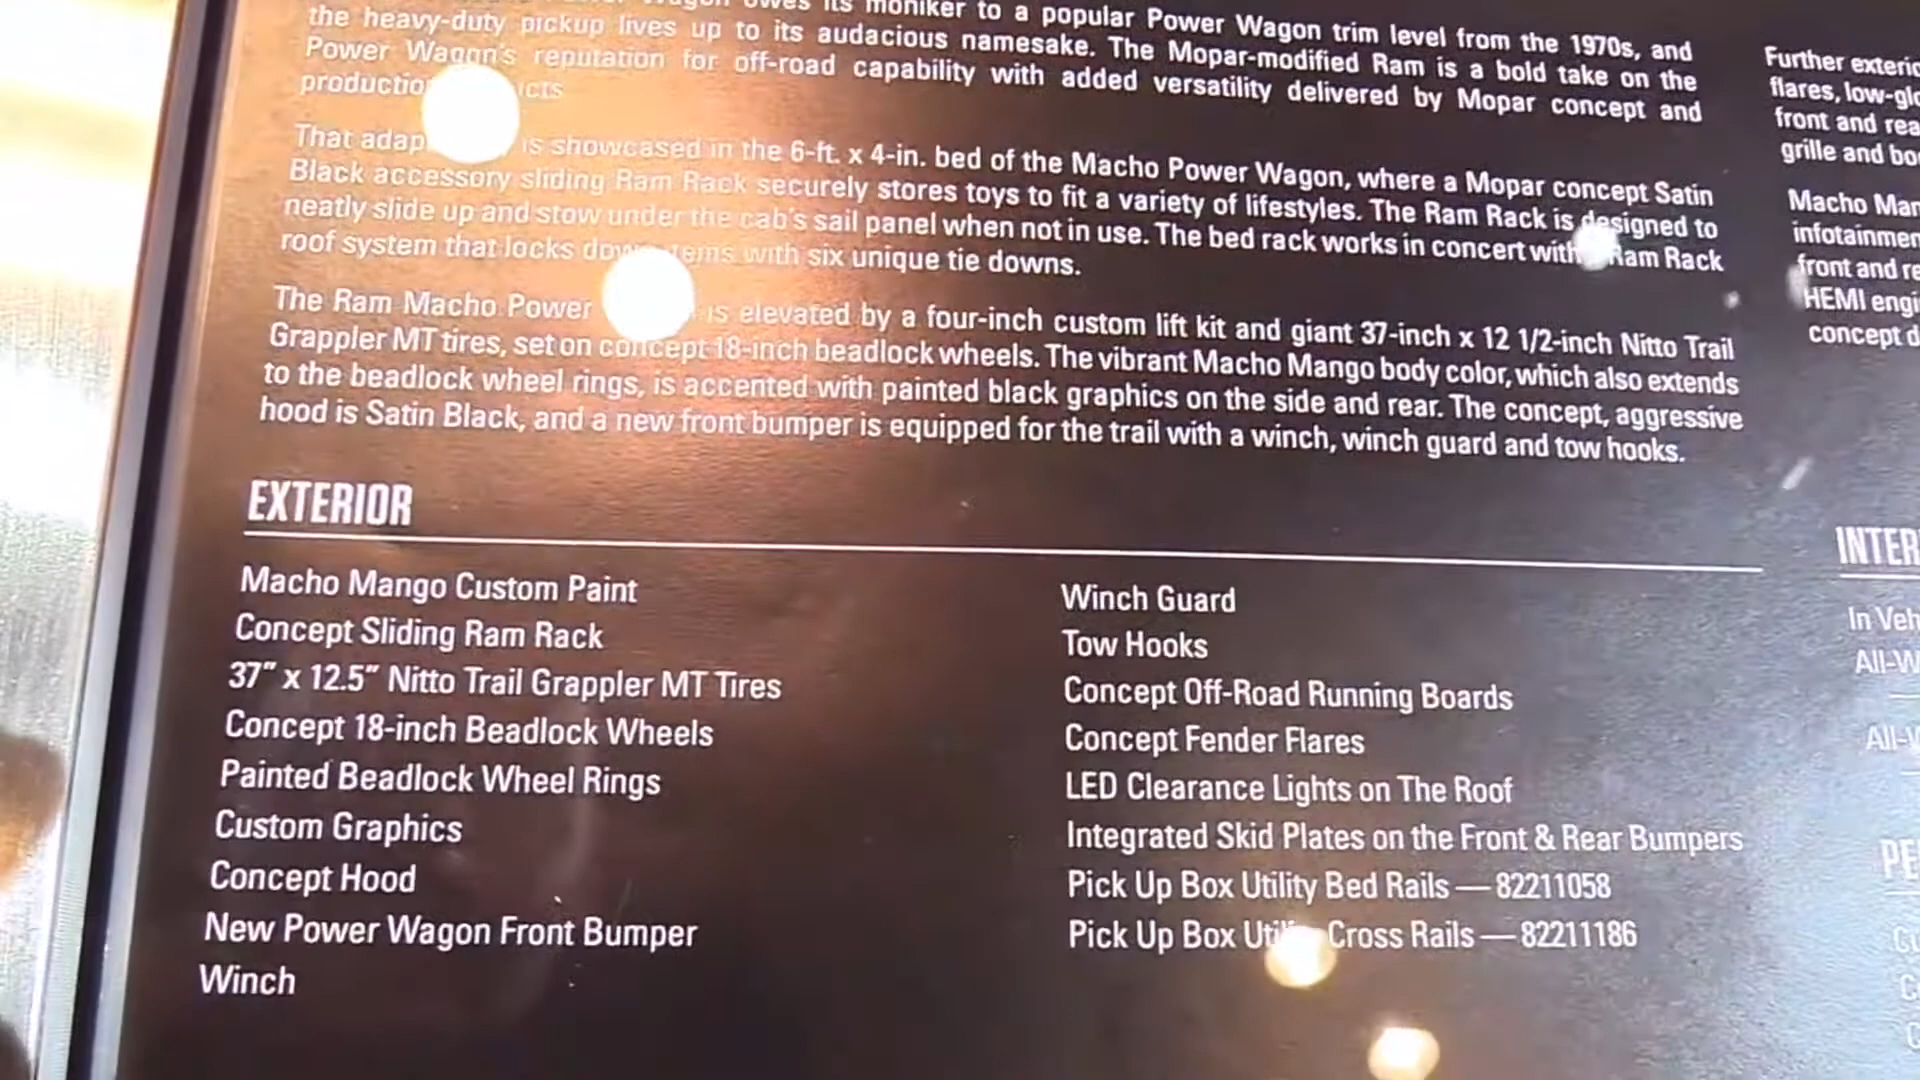 owes its moniker to a popular Power Wagon trim level from the 1970s, and
the heavy-duty pickup lives up to its audacious namesake. The Mopar-modified Ram is a bold take on the
Power Wagon's reputation for off-road capability with added versatility delivered by Mopar concept and
That is showcased in the 6-ft. x 4-in. bed of the Macho Power Wagon, where a Mopar concept Satin
Black accessory sliding Ram Rack securely stores toys to fit a variety of lifestyles. The Ram Rack is designed to
neatly slide up and stow under the cab's sail panel when not in use. The bed rack works in concert with Ram Rack
roof system that locks with six unique tie downs.
The Ram Macho Power is elevated by a four-inch custom lift kit and giant 37-inch x 12 1/2-inch Nitto Trail
Grappler MT tires, set on concept 18-inch beadlock wheels. The vibrant Macho Mango body color, which also extends
to the beadlock wheel rings, is accented with painted black graphics on the side and rear. The concept, aggressive
hood is Satin Black, and a new front bumper is equipped for the trail with a winch, winch guard and tow hooks.
EXTERIOR
Macho Mango Custom Paint
Concept Sliding Ram Rack
37" x 12.5" Nitto Trail Grappler MT Tires
Concept 18-inch Beadlock Wheels
Painted Beadlock Wheel Rings
Custom Graphics
Concept Hood
New Power Wagon Front Bumper
Winch
Winch Guard
Tow Hooks
Concept Off-Road Running Boards
Concept Fender Flares
LED Clearance Lights on The Roof
Integrated Skid Plates on the Front & Rear Bumpers
Pick Up Box Utility Bed Rails — 82211058
Pick Up Box Cross Rails — 82211186
Further
flares,
front and
grille and
Macho
front and
HEMI
concept
In